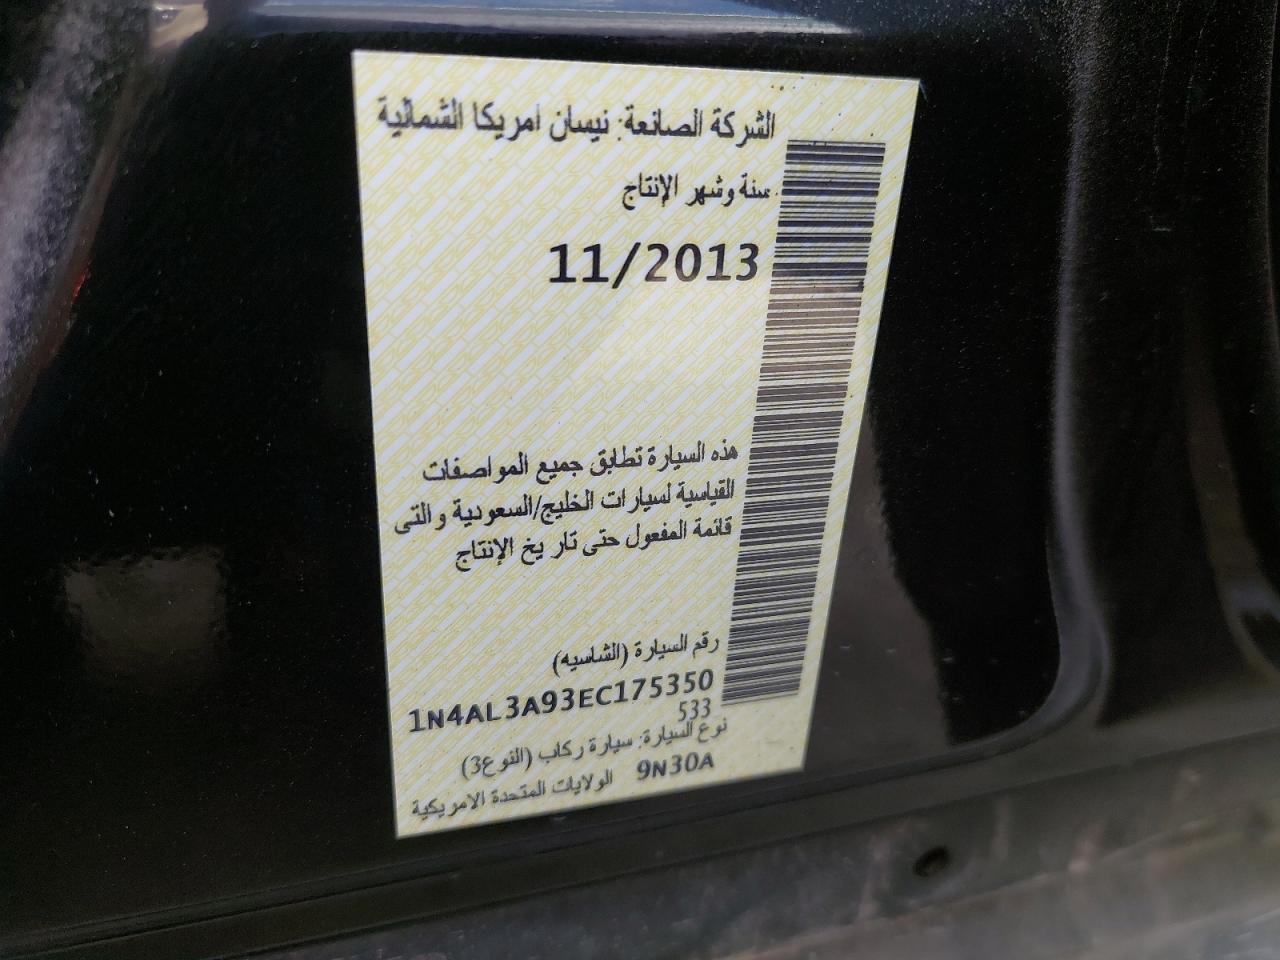 الشركة الصانعة: نيسان امريكا الشمالية
سنة وشهر الإنتاج
11/2013
هذه السيارة تطابق جميع المواصفات
القياسية لسيارات الخليج/السعودية والتى
قائمة المفعول حتى تاريخ الإنتاج
رقم السيارة (الشاسيه)
1N4AL3A93EC175350
533
نوع السيارة: سيارة ركاب (النوع3)
9N30A الولايات المتحدة الامريكية